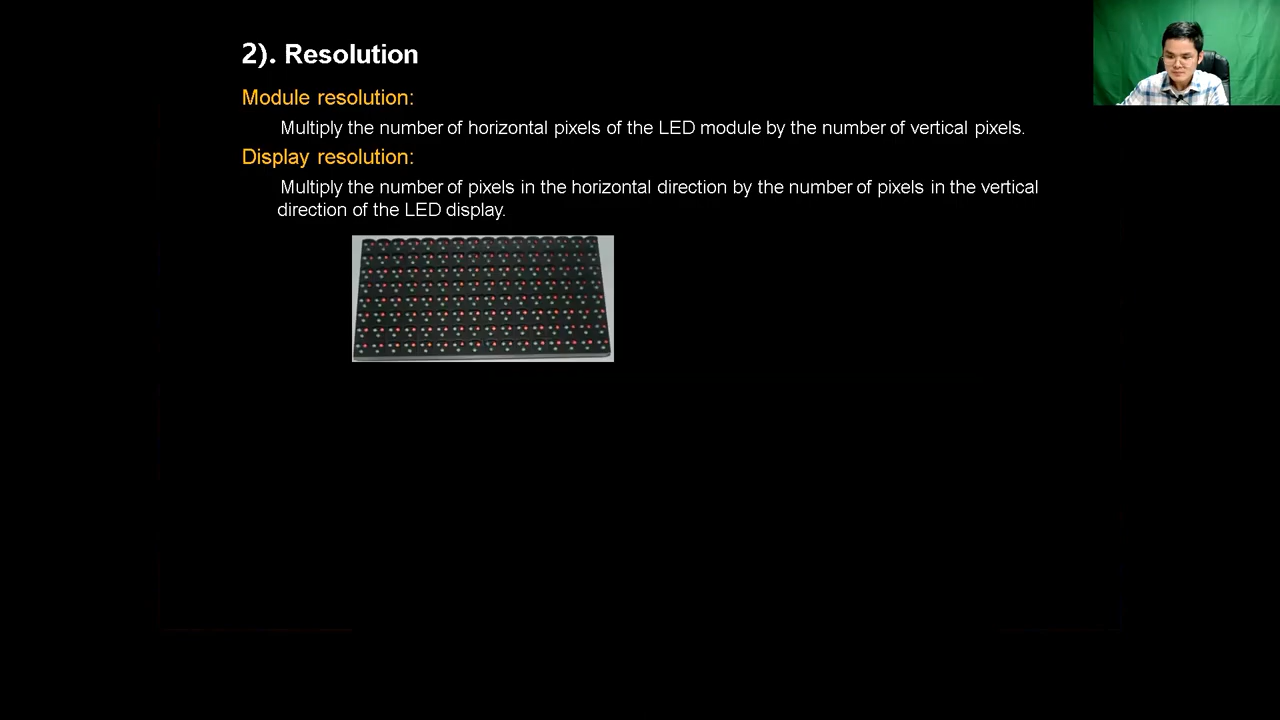 2). Resolution
Module resolution:
Multiply the number of horizontal pixels of the LED module by the number of vertical pixels.
Display resolution:
Multiply the number of pixels in the horizontal direction by the number of pixels in the vertical
direction of the LED display.